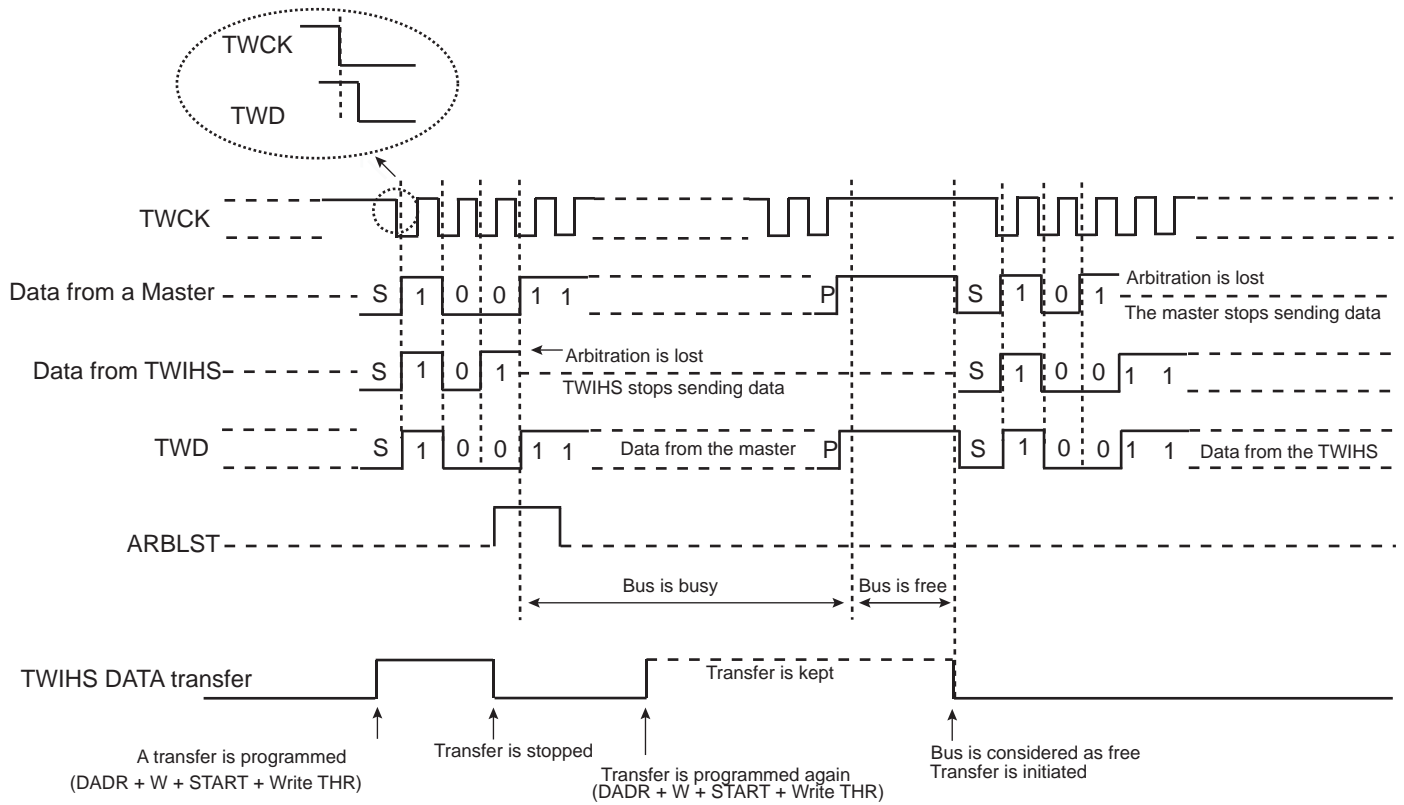 TWCK
TWD
TWCK
Data from a Master S 1 0 0 1 1 P S 1 0 1 Arbitration is lost
The master stops sending data
Data from TWIHS S 1 0 1 Arbitration is lost S 1 0 0 1 1
TWIHS stops sending data
TWD S 1 0 0 1 1 Data from the master P S 1 0 0 1 1 Data from the TWIHS
ARBLST
Bus is busy Bus is free
TWIHS DATA transfer Transfer is kept
A transfer is programmed
(DADR + W + START + Write THR)
Transfer is stopped
Transfer is programmed again
(DADR + W + START + Write THR)
Bus is considered as free
Transfer is initiated